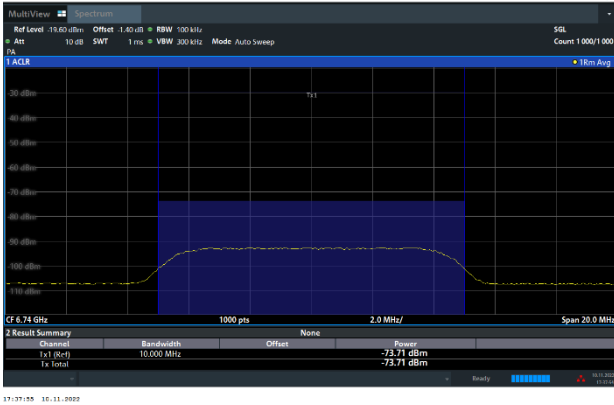 MultiView Spectrum
Ref Level -19.60 dBm Offset -1.40 dB RBW 100 kHz SGL
Att 10 dB SWT 1 ms VBW 300 kHz Mode Auto Sweep Count 1000/1000
PA
1 ACLR 1Rm Avg
Tx1
-30 dBm
-50 dBm
-60 dBm
-70 dBm
-80 dBm
-90 dBm
-100 dBm
-110 dBm
CF 6.74 GHz 1000 pts 2.0 MHz/ Span 20.0 MHz
2 Result Summary None
Channel Bandwidth Offset Power
Tx1 (Ref) 10.000 MHz -73.71 dBm
Tx Total -73.71 dBm
Ready 10.11.2022
17:37:55 10.11.2022